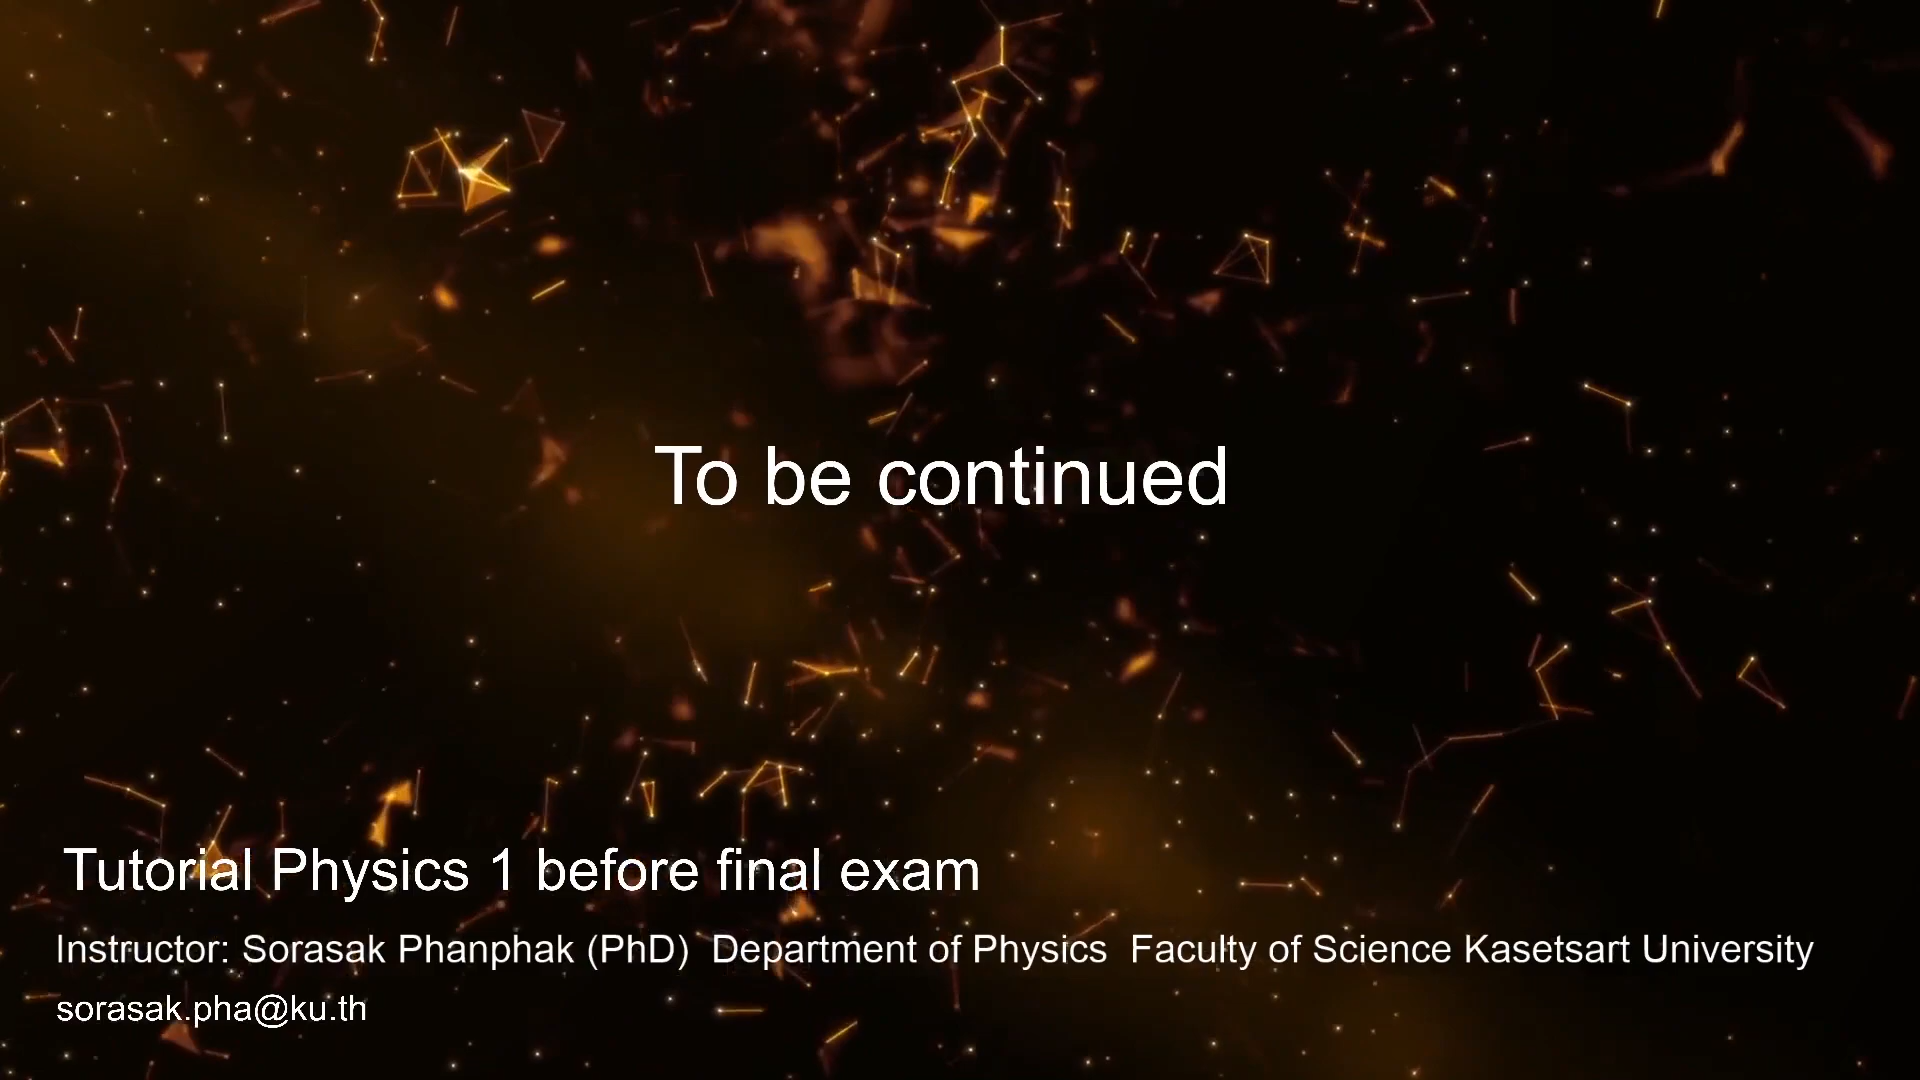 To be continued
Tutorial Physics 1 before final exam
Instructor: Sorasak Phanphak (PhD)  Department of Physics  Faculty of Science Kasetsart University
sorasak.pha@ku.th